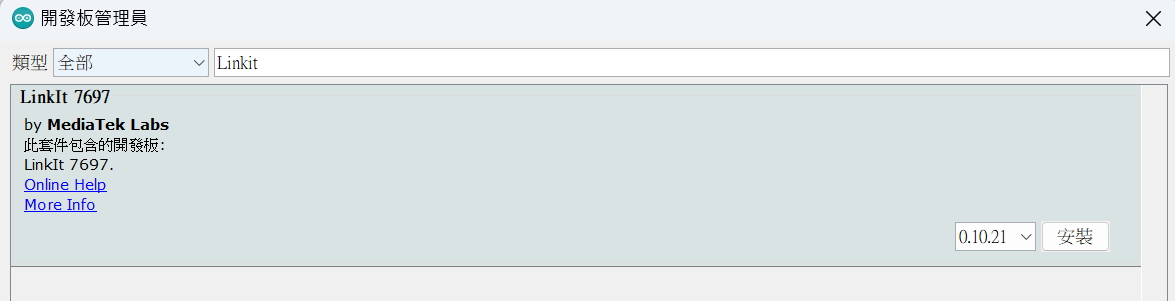 開發板管理員
類型 全部 Linkit
LinkIt 7697
by MediaTek Labs
此套件包含的開發板：
LinkIt 7697.
Online Help
More Info
0.10.21 安裝